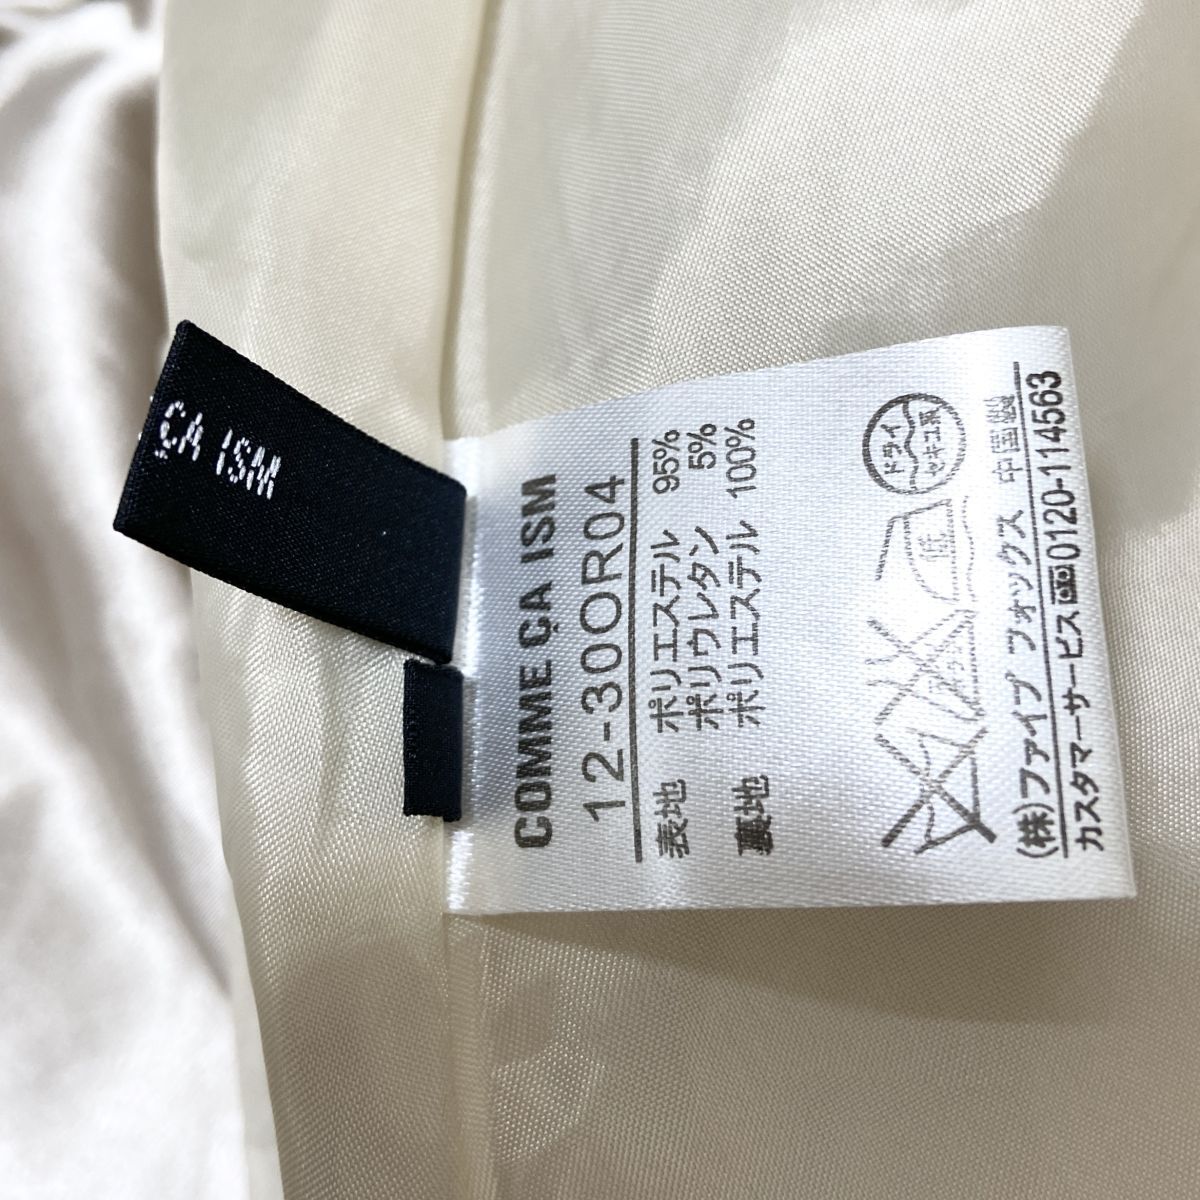 ÇA ISM
COMME ÇA ISM
12-30OR04
表地 ポリエステル 95%
ポリウレタン 5%
裏地 ポリエステル 100%
低
ドライ
セキユ系
(株)ファイブ フォックス 中国製
カスタマーサービス 0120-114563